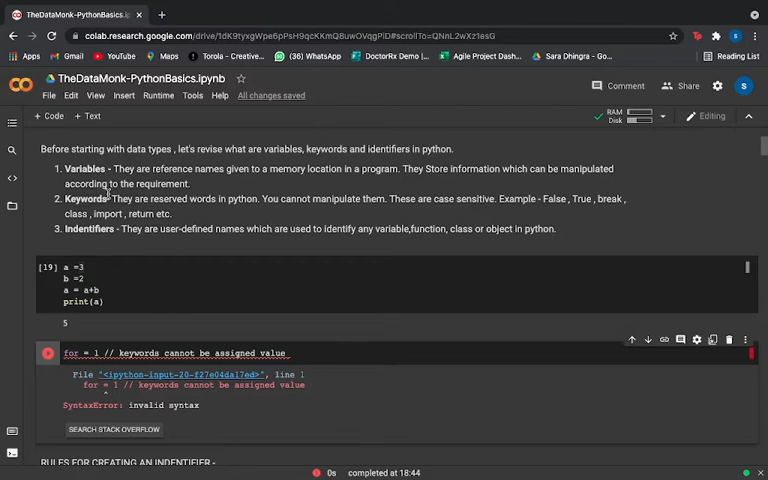 TheDataMonk-PythonBasics.ipynb
colab.research.google.com/drive/1dK9tyxgWpe6pPsH9qcKKmQ8uwOVqgPlD#scrollTo=QNnL2wXz1esG
Apps Gmail YouTube Maps Torola - Creativ... (36) WhatsApp DoctorRx Demo |... Agile Project Dash... Sara Dhingra - Go... Reading List
TheDataMonk-PythonBasics.ipynb
Comment Share S
File Edit View Insert Runtime Tools Help All changes saved
+ Code + Text RAM Disk Editing
Before starting with data types , let's revise what are variables, keywords and identifiers in python.
1. Variables - They are reference names given to a memory location in a program. They Store information which can be manipulated
according to the requirement.
2. Keywords- They are reserved words in python. You cannot manipulate them. These are case sensitive. Example - False , True , break ,
class , import , return etc.
3. Indentifiers - They are user-defined names which are used to identify any variable,function, class or object in python.
[19] a =3
b =2
a = a+b
print(a)
5
for = 1 // keywords cannot be assigned value
File "<ipython-input-20-f27e04da17ed>", line 1
for = 1 // keywords cannot be assigned value
^
SyntaxError: invalid syntax
SEARCH STACK OVERFLOW
RULES FOR CREATING AN INDENTIFIER -
0s completed at 18:44